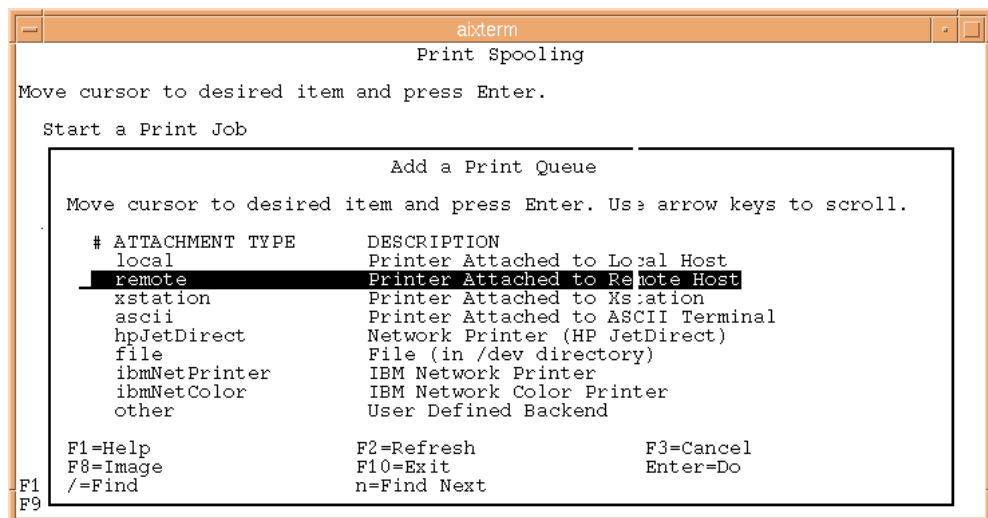 aixterm
Print Spooling
Move cursor to desired item and press Enter.
Start a Print Job
Add a Print Queue
Move cursor to desired item and press Enter. Use arrow keys to scroll.
# ATTACHMENT TYPE DESCRIPTION
local Printer Attached to Local Host
remote Printer Attached to Remote Host
xstation Printer Attached to Xstation
ascii Printer Attached to ASCII Terminal
hpJetDirect Network Printer (HP JetDirect)
file File (in /dev directory)
ibmNetPrinter IBM Network Printer
ibmNetColor IBM Network Color Printer
other User Defined Backend
F1=Help F2=Refresh F3=Cancel
F8=Image F10=Exit Enter=Do
F1 /=Find n=Find Next
F9